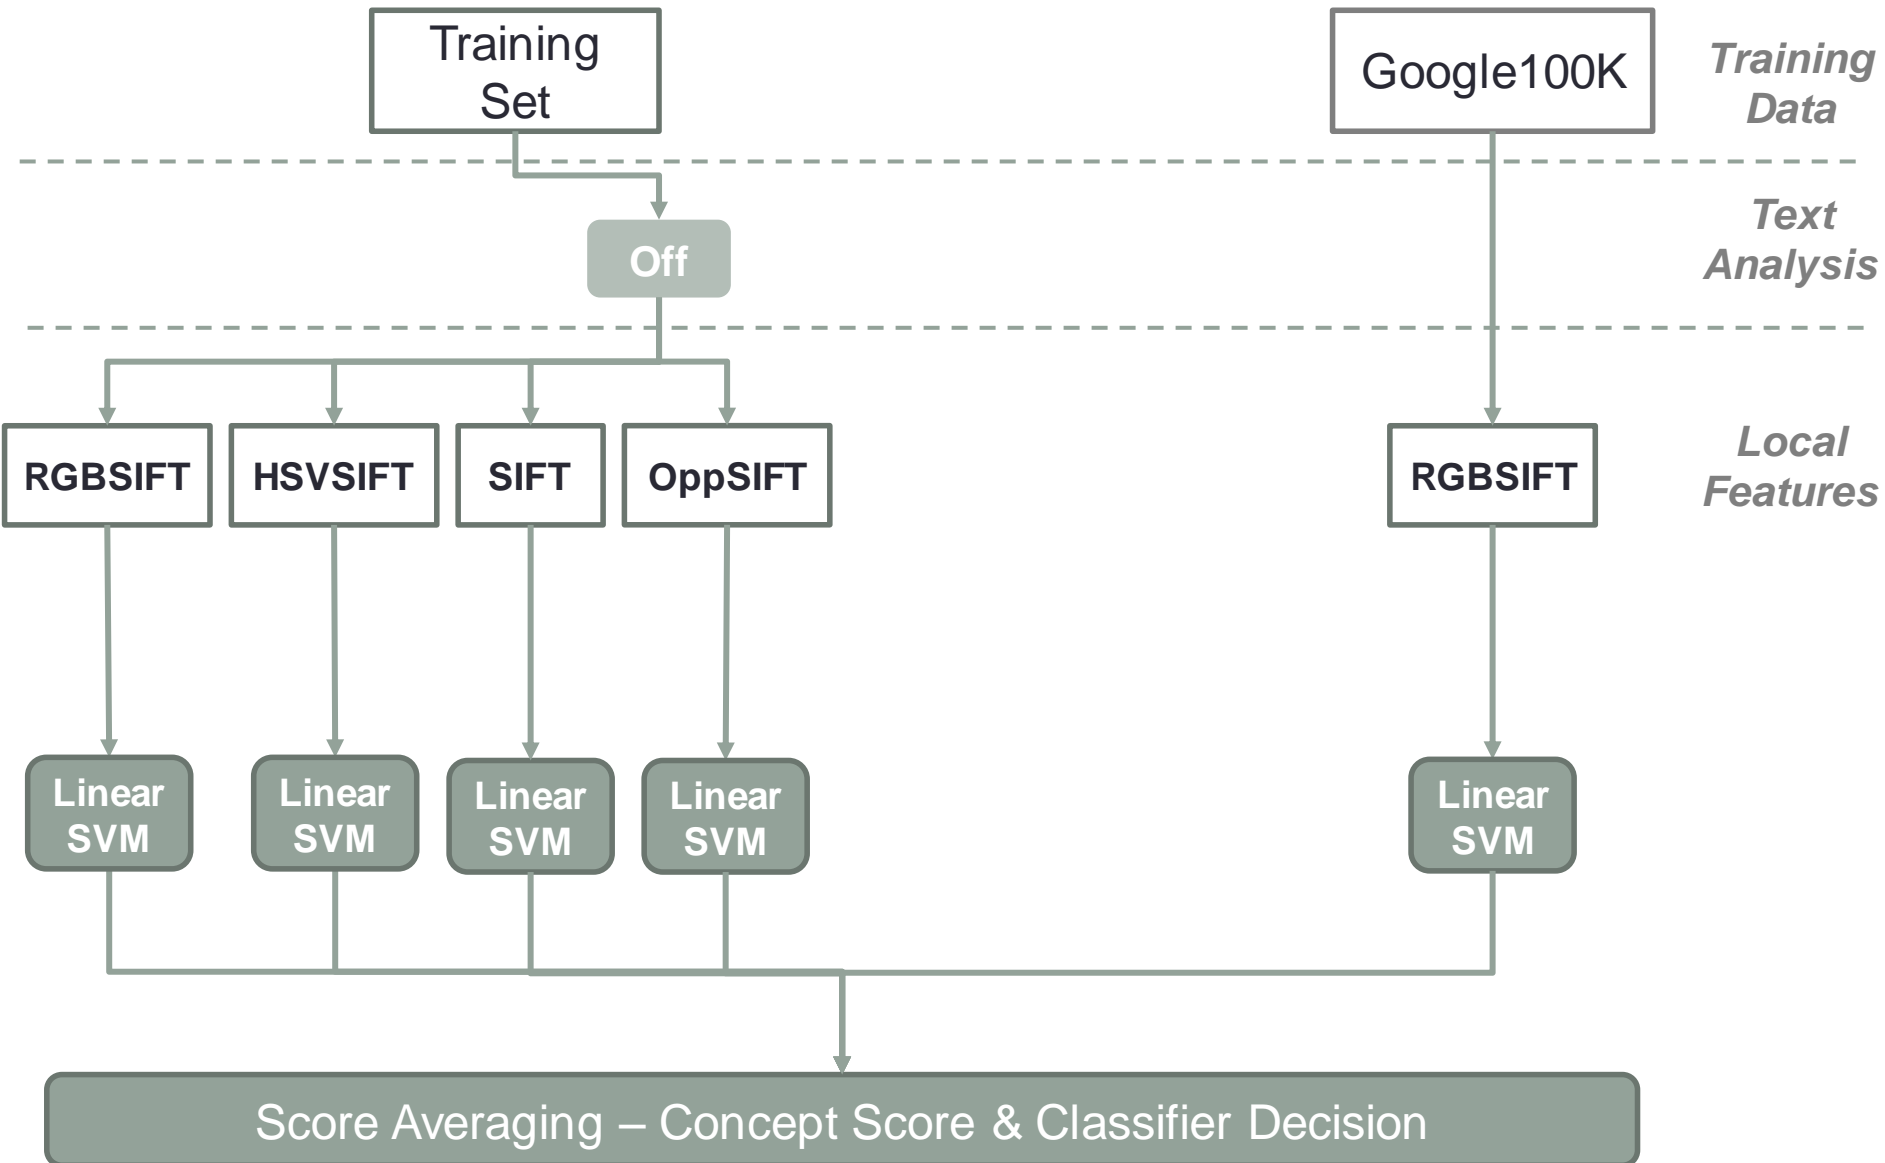 Training
Set
Google100K
Training
Data
Off
Text
Analysis
RGBSIFT
HSVSIFT
SIFT
OppSIFT
RGBSIFT
Local
Features
Linear
SVM
Linear
SVM
Linear
SVM
Linear
SVM
Linear
SVM
Score Averaging – Concept Score & Classifier Decision